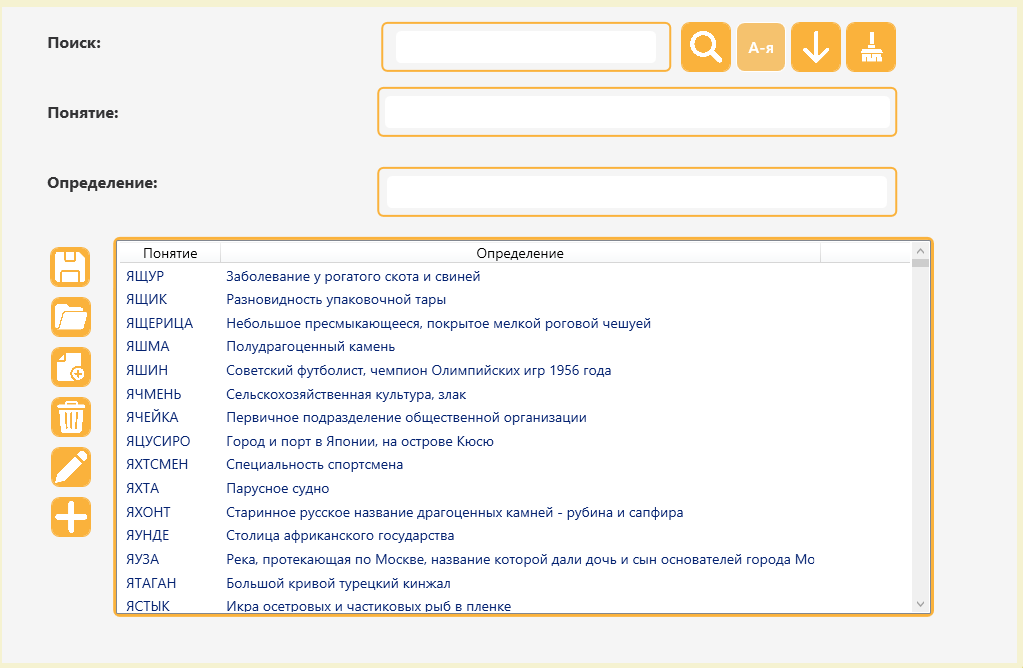 Поиск:
А-я
Понятие:
Определение:
Понятие Определение
ЯЩУР Заболевание у рогатого скота и свиней
ЯЩИК Разновидность упаковочной тары
ЯЩЕРИЦА Небольшое пресмыкающееся, покрытое мелкой роговой чешуей
ЯШМА Полудрагоценный камень
ЯШИН Советский футболист, чемпион Олимпийских игр 1956 года
ЯЧМЕНЬ Сельскохозяйственная культура, злак
ЯЧЕЙКА Первичное подразделение общественной организации
ЯЦУСИРО Город и порт в Японии, на острове Кюсю
ЯХТСМЕН Специальность спортсмена
ЯХТА Парусное судно
ЯХОНТ Старинное русское название драгоценных камней - рубина и сапфира
ЯУНДЕ Столица африканского государства
ЯУЗА Река, протекающая по Москве, название которой дали дочь и сын основателей города Мо
ЯТАГАН Большой кривой турецкий кинжал
ЯСТЫК Икра осетровых и частиковых рыб в пленке